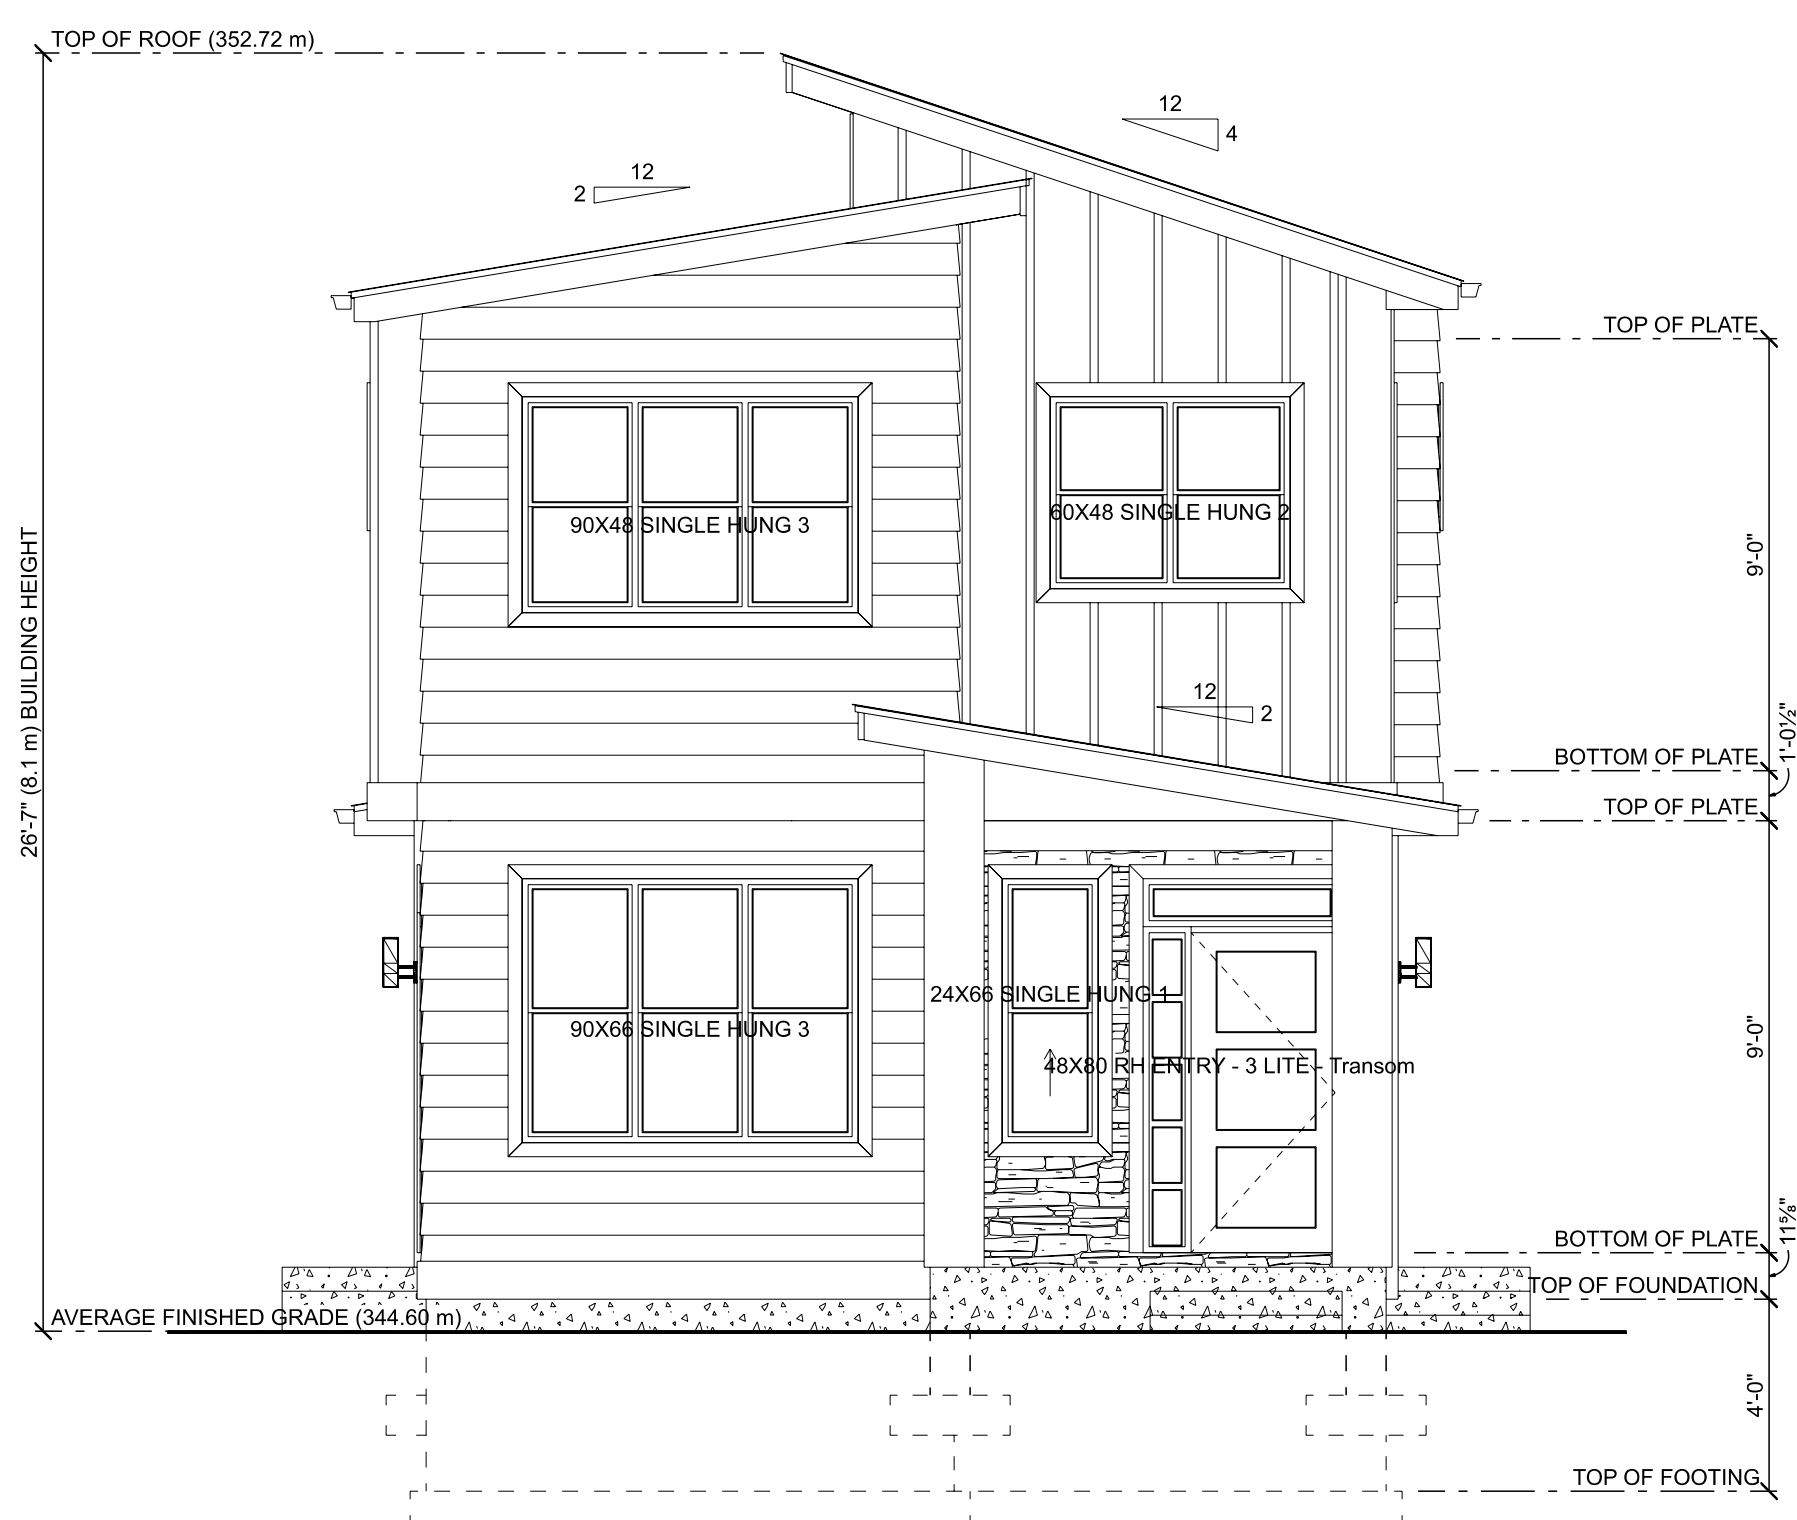 TOP OF ROOF (352.72 m)
12
4
12
2
TOP OF PLATE
90X48 SINGLE HUNG 3
60X48 SINGLE HUNG 2
9'-0"
26'-7" (8.1 m) BUILDING HEIGHT
12
2
1'-0½"
BOTTOM OF PLATE
TOP OF PLATE
24X66 SINGLE HUNG 1
90X66 SINGLE HUNG 3
9'-0"
48X80 RH ENTRY - 3 LITE - Transom
11⅝"
BOTTOM OF PLATE
TOP OF FOUNDATION
AVERAGE FINISHED GRADE (344.60 m)
4'-0"
TOP OF FOOTING